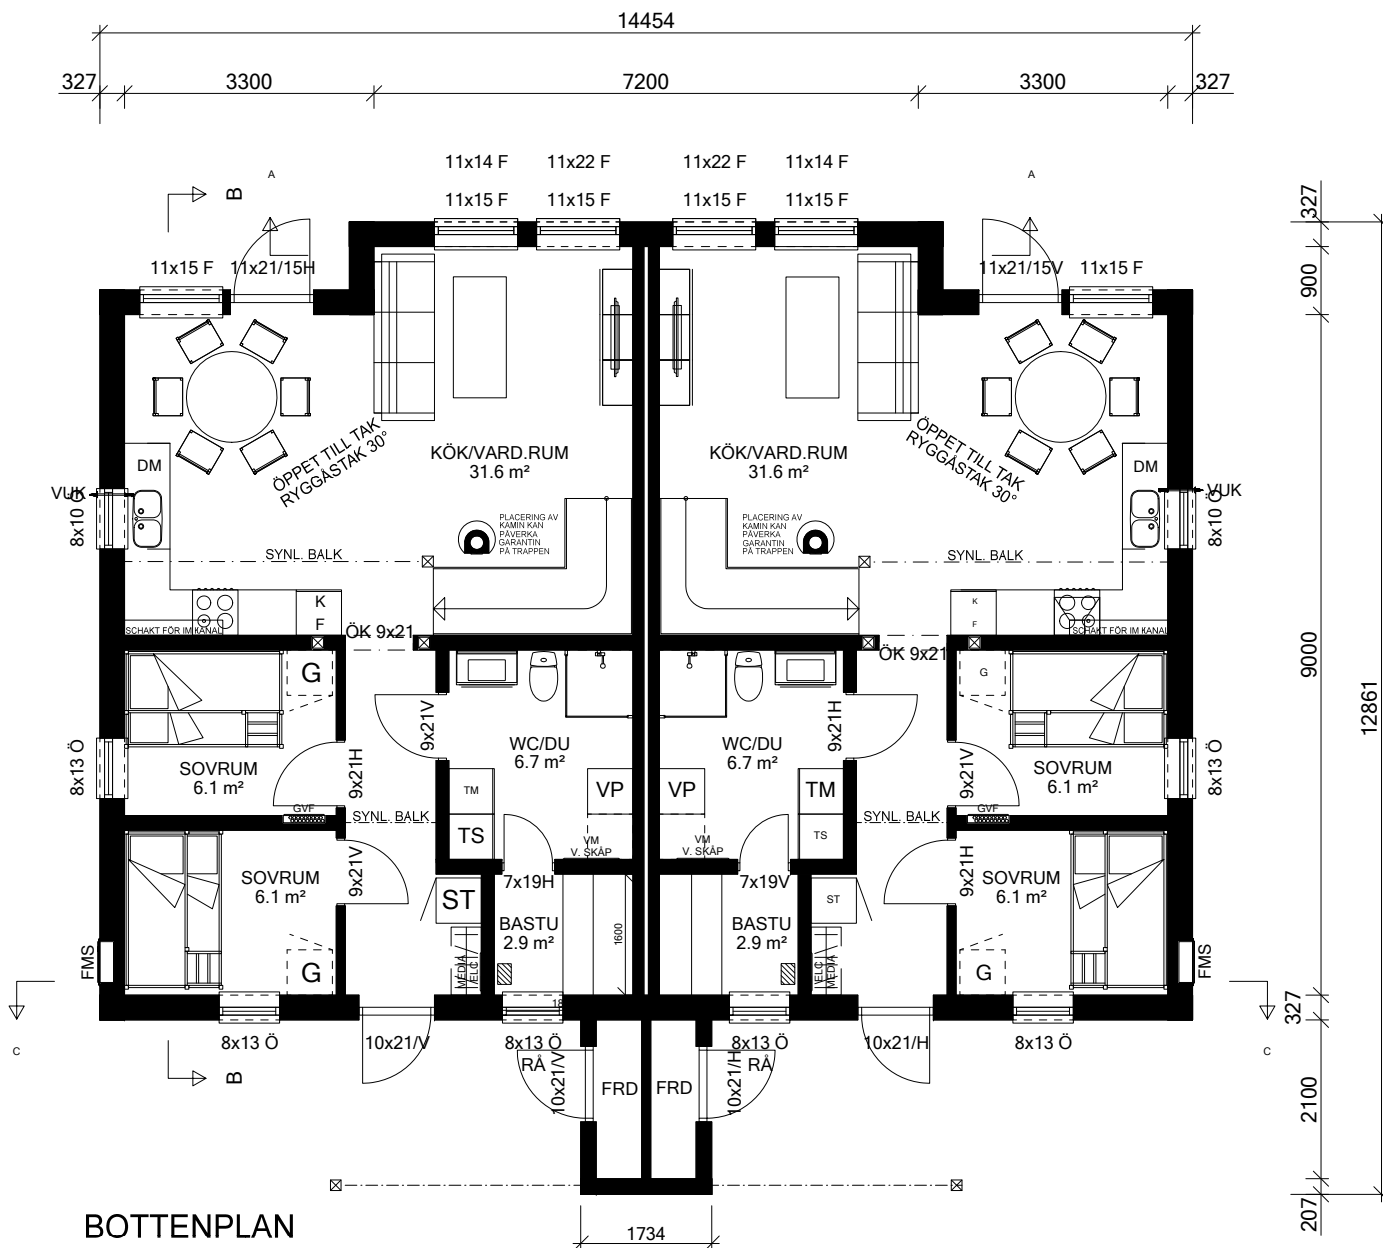 14454
327 3300 7200 3300 327
11x14 F 11x22 F 11x22 F 11x14 F
A A
B
11x15 F 11x15 F 11x15 F 11x15 F
327
11x15 F 11x21/15H 11x21/15V 11x15 F
900
ÖPPET TILL TAK
RYGGÅSTAK 30°
ÖPPET TILL TAK
RYGGÅSTAK 30°
KÖK/VARD.RUM
31.6 m²
KÖK/VARD.RUM
31.6 m²
DM DM
VUK VUK
8x10 Ö 8x10 Ö
PLACERING AV
KAMIN KAN
PÅVERKA
GARANTIN
PÅ TRAPPEN
PLACERING AV
KAMIN KAN
PÅVERKA
GARANTIN
PÅ TRAPPEN
SYNL. BALK SYNL. BALK
K
F
K
F
SCHAKT FÖR IM KANAL SCHAKT FÖR IM KANAL
ÖK 9x21 ÖK 9x21
9000
12861
G G
9x21V 9x21H
WC/DU
6.7 m²
WC/DU
6.7 m²
SOVRUM
6.1 m²
SOVRUM
6.1 m²
8x13 Ö 8x13 Ö
9x21H 9x21V
VP VP
TM TM
GVF GVF
SYNL. BALK SYNL. BALK
TS TS
VM
V. SKÅP
VM
V. SKÅP
9x21V 9x21H
SOVRUM
6.1 m²
SOVRUM
6.1 m²
7x19H 7x19V
ST ST
BASTU
2.9 m²
BASTU
2.9 m²
1600
G G
MEDIA
/ELC
MEDIA
/ELC
FMS FMS
18
327
C C
8x13 Ö 10x21/V 8x13 Ö 8x13 Ö 10x21/H 8x13 Ö
RÅ RÅ
10x21/V 10x21/H
FRD FRD
B
2100
207
BOTTENPLAN
1734